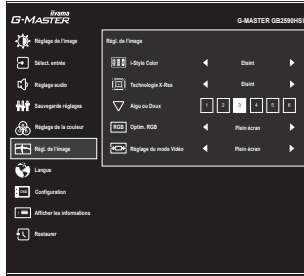 iiyama
G-MASTER
G-MASTER GB2590HSU
Réglage de l'image
Sélect. entrée
Réglage audio
Sauvegarde réglages
Réglage de la couleur
Régl. de l'image
Langue
OSD Configuration
Afficher les informations
Restaurer
Régl. de l'image
i-Style Color Eteint
Technologie X-Res Eteint
Aigu ou Doux 1 2 3 4 5 6
RGB Optim. RGB Plein écran
Réglage du mode Vidéo Plein écran